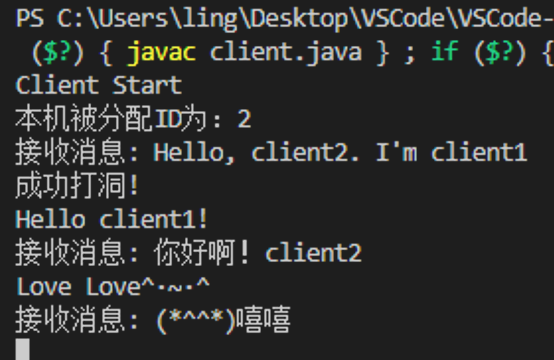 PS C:\Users\ling\Desktop\VSCode\VSCode-
($?) { javac client.java } ; if ($?) {
Client Start
本机被分配ID为: 2
接收消息: Hello, client2. I'm client1
成功打洞!
Hello client1!
接收消息: 你好啊! client2
Love Love^·~·^
接收消息: (*^^*)嘻嘻